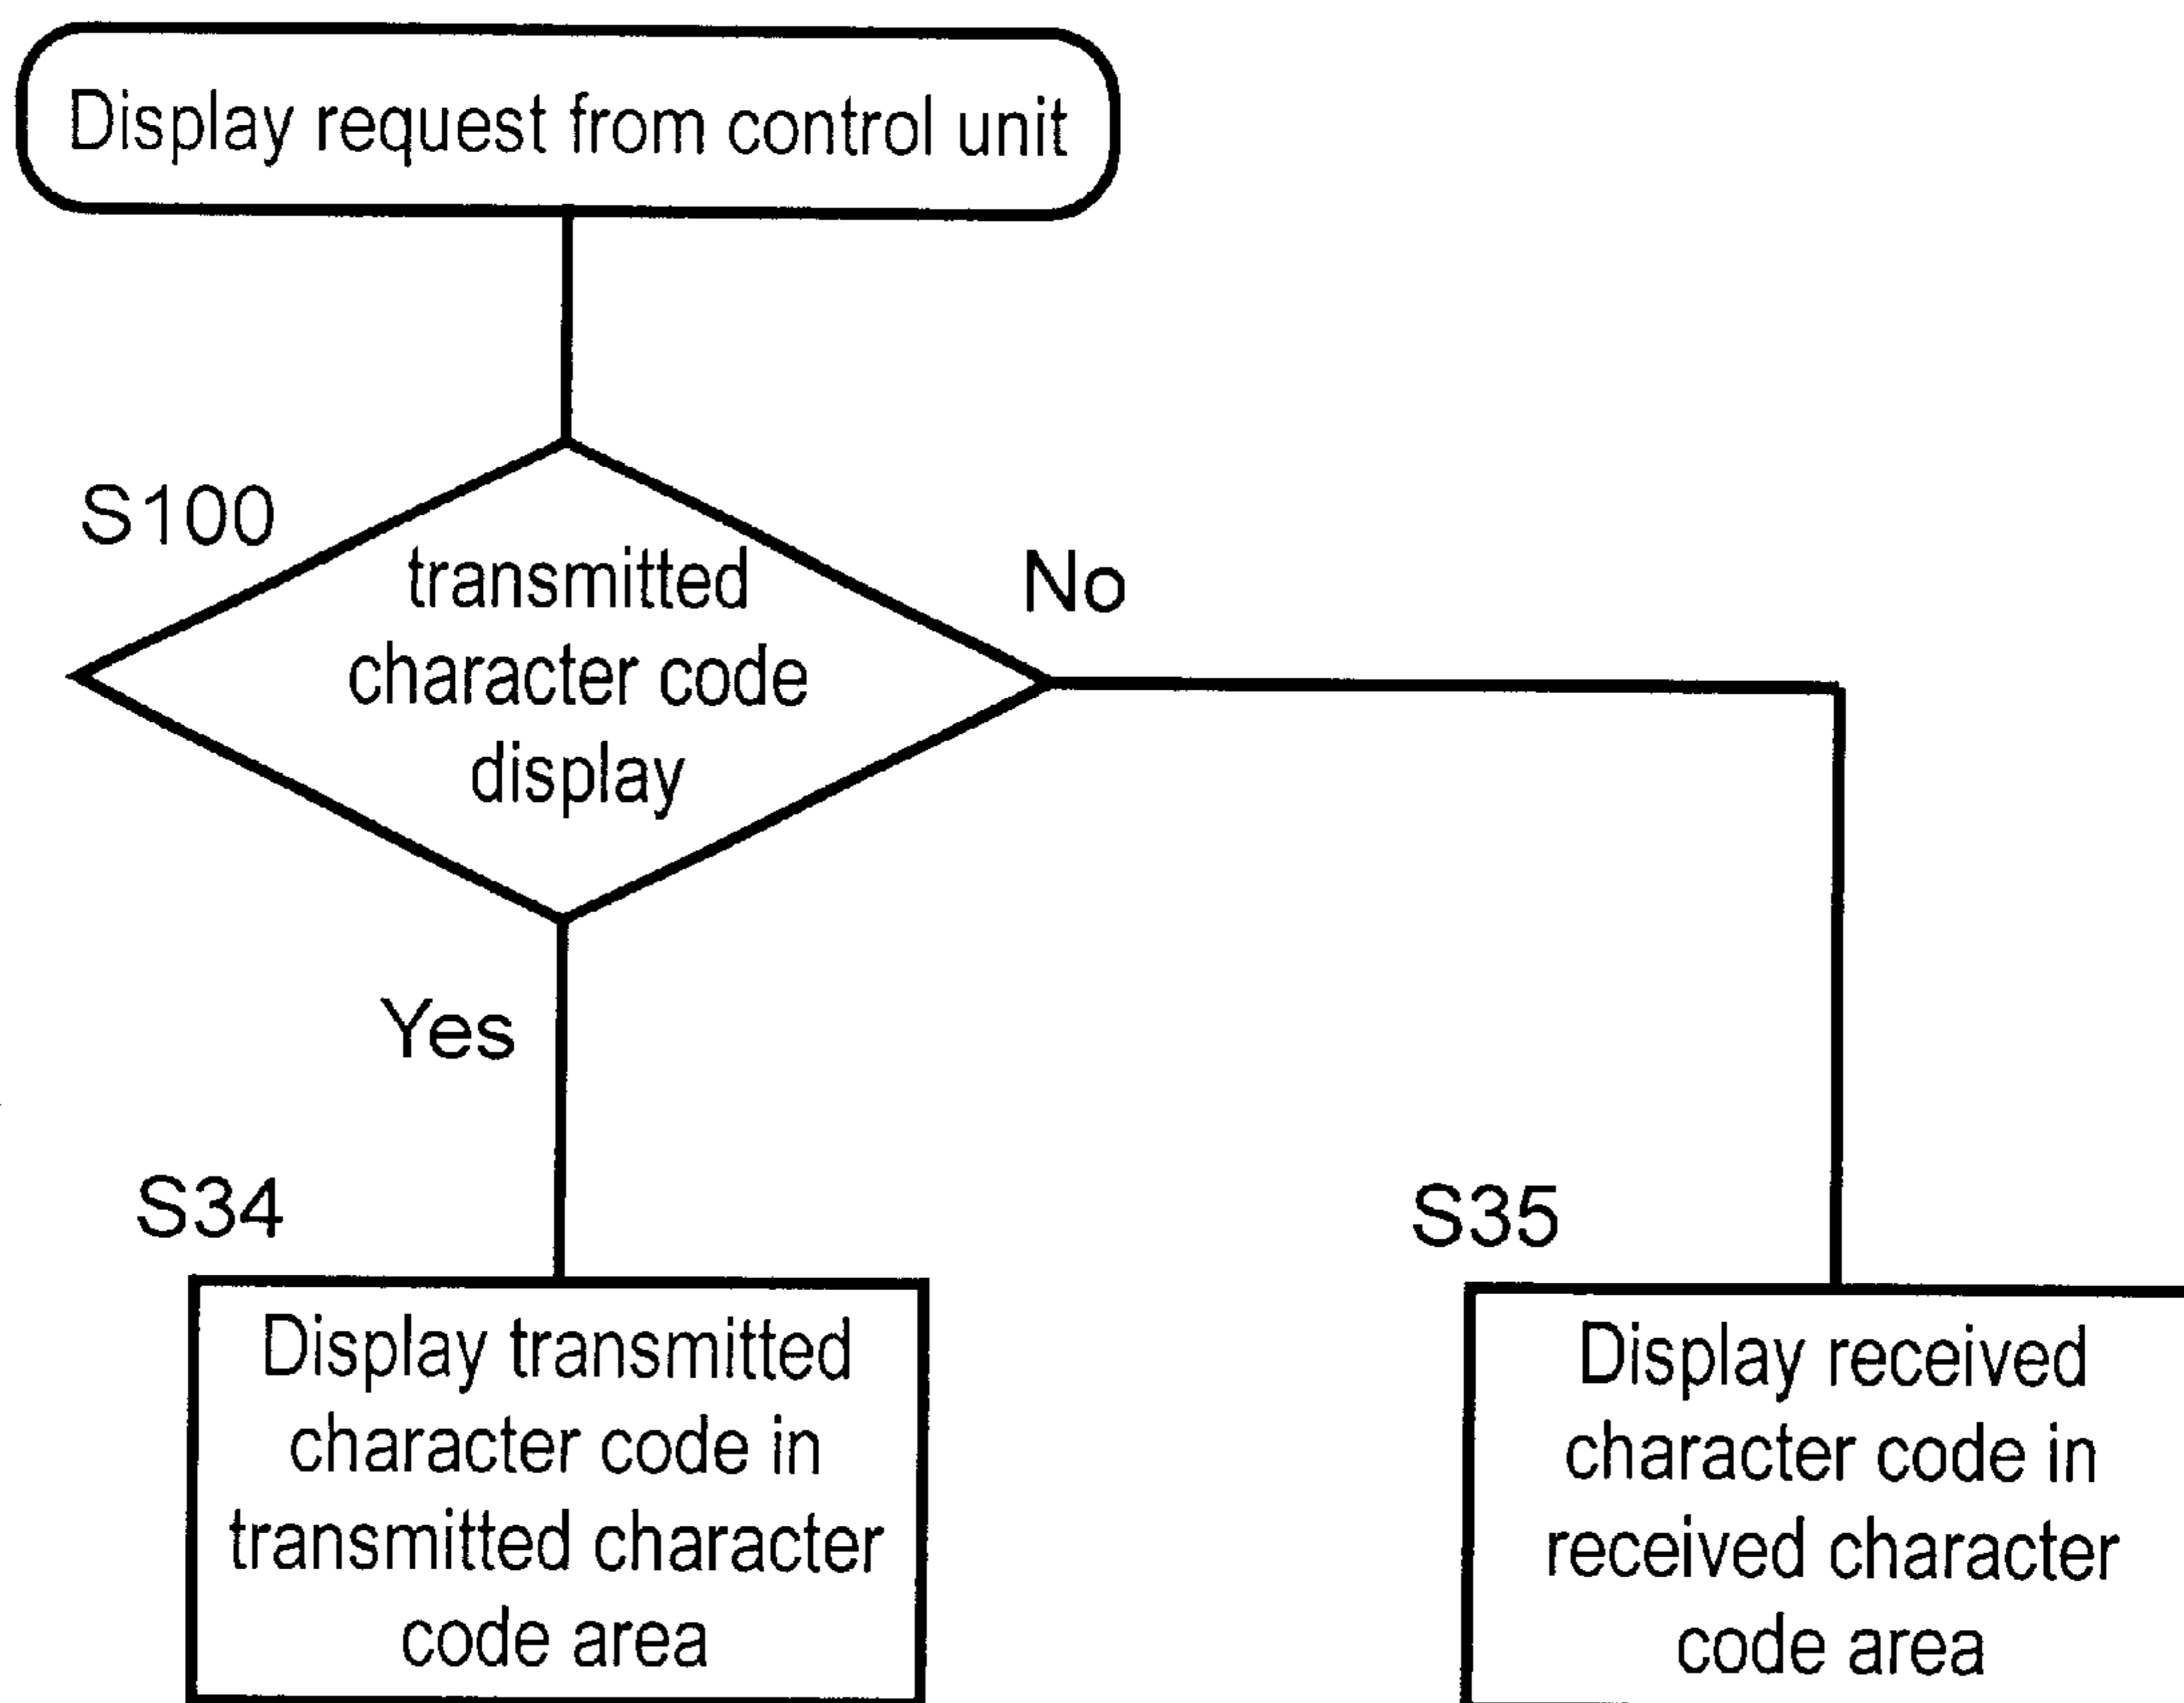 Display request from control unit
S100
transmitted
character code
display
No
Yes
S34
Display transmitted
character code in
transmitted character
code area
S35
Display received
character code in
received character
code area